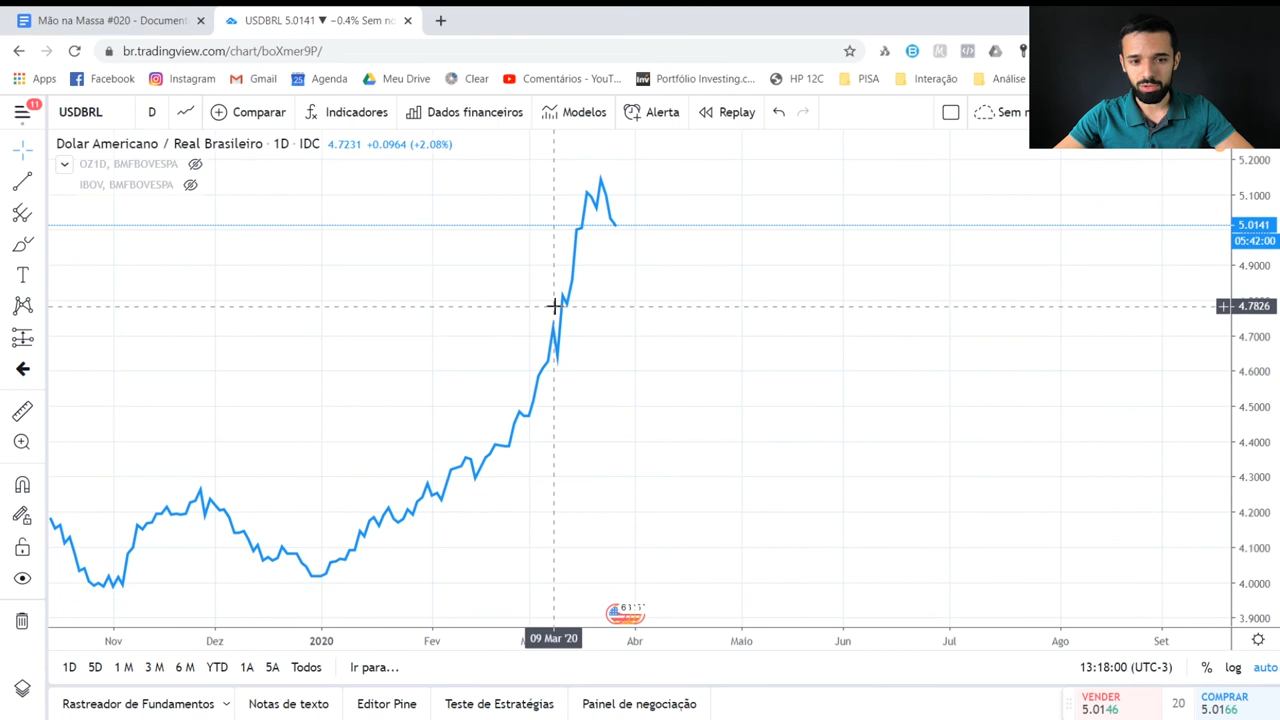 Mão na Massa #020 - Document
USDBRL 5.0141 ▼ −0.4% Sem no
br.tradingview.com/chart/boXmer9P/
Apps
Facebook
Instagram
Gmail
Agenda
Meu Drive
Clear
Comentários - YouT...
Portfólio Investing.c...
HP 12C
PISA
Interação
Análise
11
USDBRL
D
Comparar
Indicadores
Dados financeiros
Modelos
Alerta
Replay
Sem n
Dolar Americano / Real Brasileiro · 1D · IDC 4.7231 +0.0964 (+2.08%)
OZ1D, BMFBOVESPA
IBOV, BMFBOVESPA
5.2000
5.1000
5.0141
05:42:00
4.9000
4.7826
4.7000
4.6000
4.5000
4.4000
4.3000
4.2000
4.1000
4.0000
3.9000
Nov
Dez
2020
Fev
09 Mar '20
Abr
Maio
Jun
Jul
Ago
Set
1D 5D 1 M 3 M 6 M YTD 1A 5A Todos Ir para...
13:18:00 (UTC-3) % log auto
Rastreador de Fundamentos
Notas de texto
Editor Pine
Teste de Estratégias
Painel de negociação
VENDER
5.0146
20
COMPRAR
5.0166